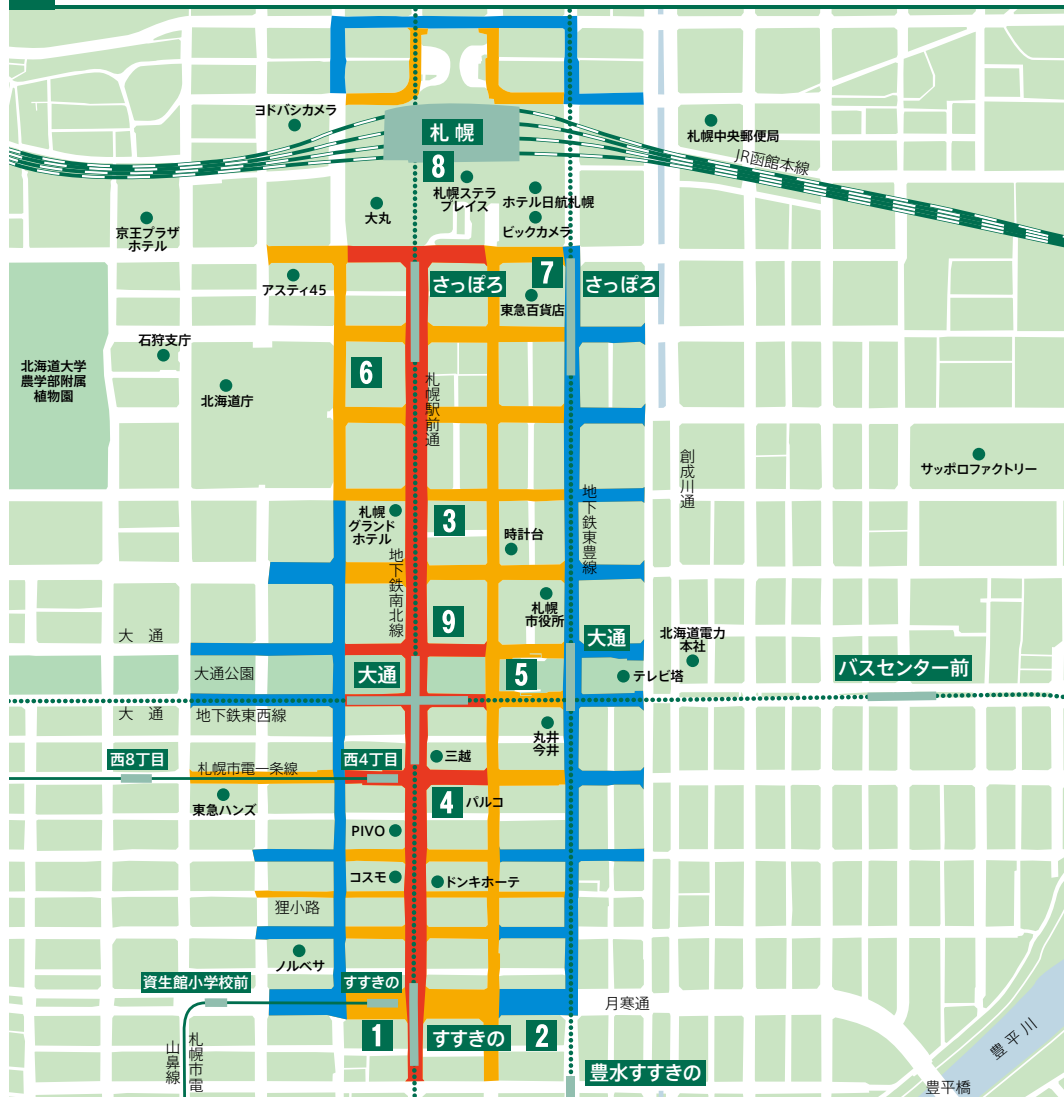 ヨドバシカメラ
札幌
札幌中央郵便局
JR函館本線
8
札幌ステラ
プレイス
ホテル日航札幌
大丸
ビックカメラ
京王プラザ
ホテル
アスティ45
さっぽろ
7
さっぽろ
東急百貨店
石狩支庁
北海道大学
農学部附属
植物園
北海道庁
6
札幌駅前通
サッポロファクトリー
創成川通
札幌
グランド
ホテル
3
時計台
地下鉄東豊線
地下鉄南北線
9
札幌
市役所
大通
大通
北海道電力
本社
大通公園
大通
5
テレビ塔
バスセンター前
大通
地下鉄東西線
丸井
今井
西8丁目
札幌市電一条線
西4丁目
三越
東急ハンズ
4
パルコ
PIVO
コスモ
ドンキホーテ
狸小路
ノルベサ
資生館小学校前
すすきの
月寒通
1
すすきの
2
山鼻線
札幌市電
豊水すすきの
豊平川
豊平橋